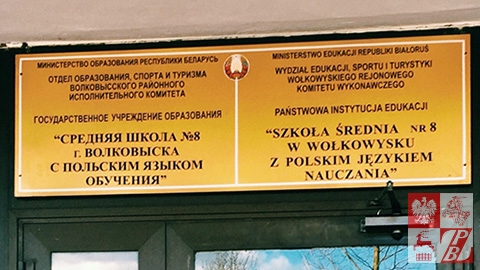 МИНИСТЕРСТВО ОБРАЗОВАНИЯ РЕСПУБЛИКИ БЕЛАРУСЬ
ОТДЕЛ ОБРАЗОВАНИЯ, СПОРТА И ТУРИЗМА
ВОЛКОВЫССКОГО РАЙОННОГО
ИСПОЛНИТЕЛЬНОГО КОМИТЕТА
ГОСУДАРСТВЕННОЕ УЧРЕЖДЕНИЕ ОБРАЗОВАНИЯ
“СРЕДНЯЯ ШКОЛА №8
г. ВОЛКОВЫСКА
С ПОЛЬСКИМ ЯЗЫКОМ
ОБУЧЕНИЯ”
MINISTERSTWO EDUKACJI REPUBLIKI BIAŁORUŚ
WYDZIAŁ EDUKACJI, SPORTU I TURYSTYKI
WOŁKOWYSKIEGO REJONOWEGO
KOMITETU WYKONAWCZEGO
PAŃSTWOWA INSTYTUCJA EDUKACJI
“SZKOŁA ŚREDNIA NR 8
W WOŁKOWYSKU
Z POLSKIM JĘZYKIEM
NAUCZANIA”
ZPB